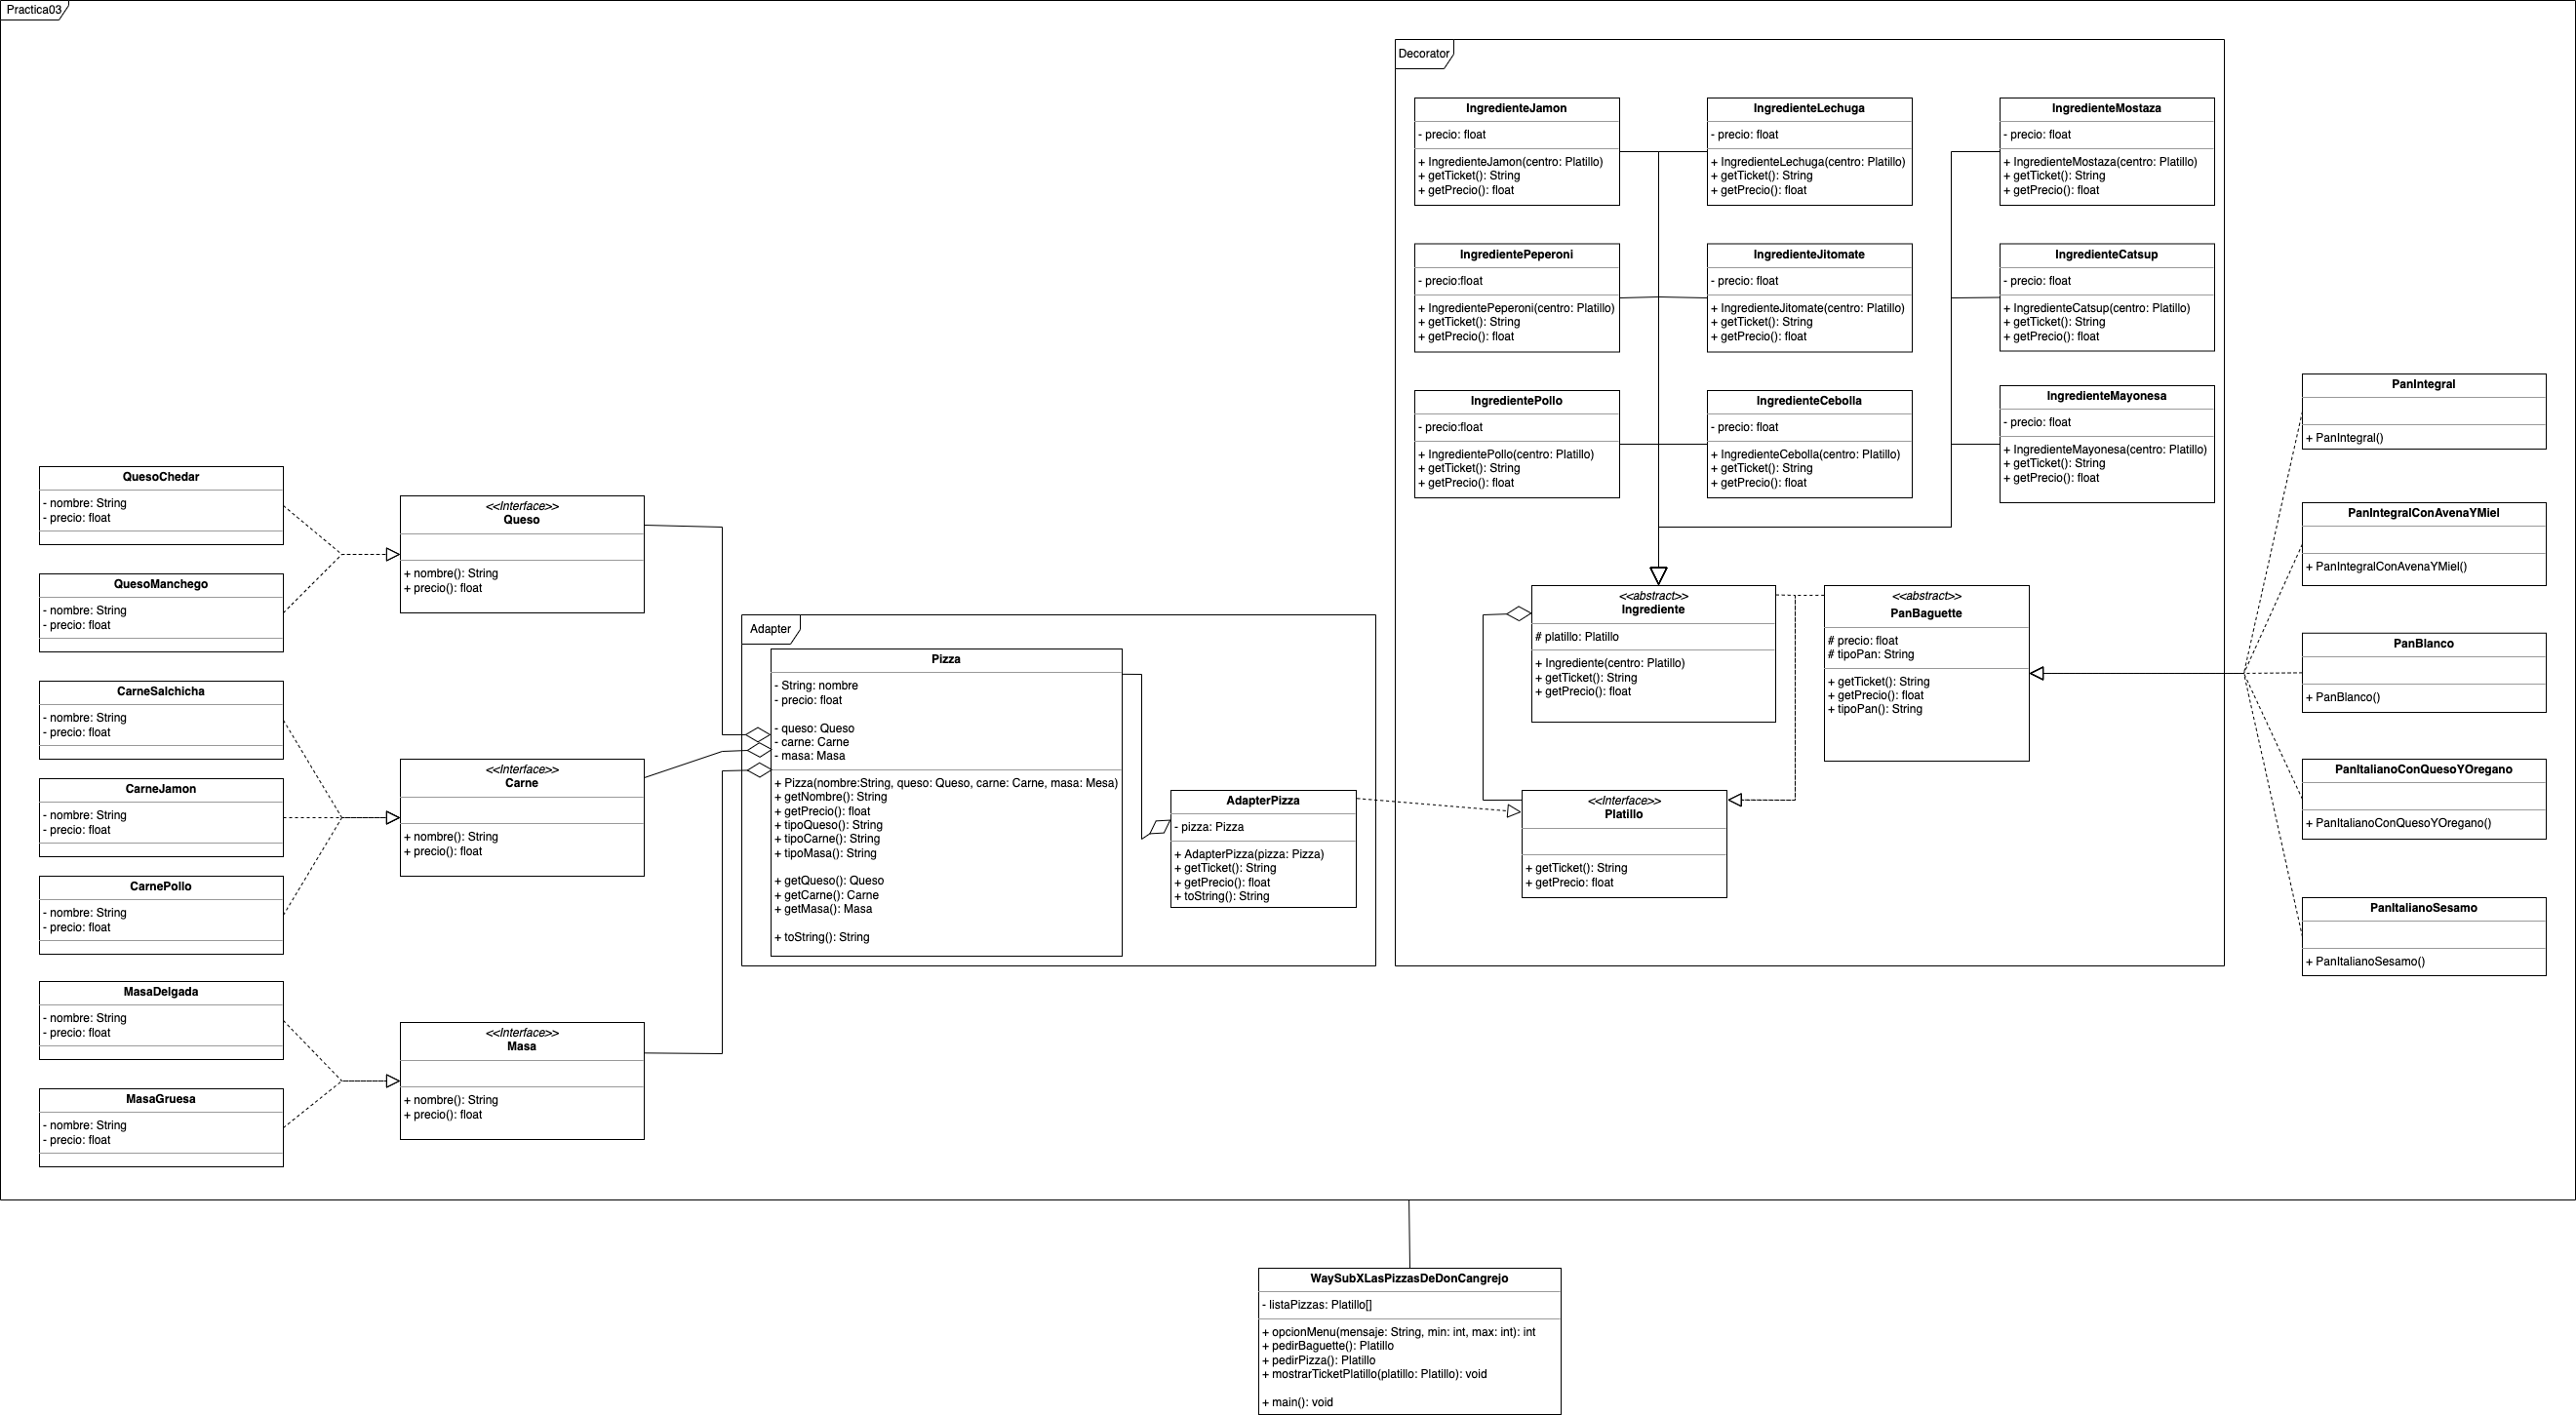 Practica03
Decorator
IngredienteJamon
- precio: float
+ IngredienteJamon(centro: Platillo)
+ getTicket(): String
+ getPrecio(): float
IngredienteLechuga
- precio: float
+ IngredienteLechuga(centro: Platillo)
+ getTicket(): String
+ getPrecio(): float
IngredienteMostaza
- precio: float
+ IngredienteMostaza(centro: Platillo)
+ getTicket(): String
+ getPrecio(): float
IngredientePeperoni
- precio:float
+ IngredientePeperoni(centro: Platillo)
+ getTicket(): String
+ getPrecio(): float
IngredienteJitomate
- precio: float
+ IngredienteJitomate(centro: Platillo)
+ getTicket(): String
+ getPrecio(): float
IngredienteCatsup
- precio: float
+ IngredienteCatsup(centro: Platillo)
+ getTicket(): String
+ getPrecio(): float
IngredientePollo
- precio:float
+ IngredientePollo(centro: Platillo)
+ getTicket(): String
+ getPrecio(): float
IngredienteCebolla
- precio: float
+ IngredienteCebolla(centro: Platillo)
+ getTicket(): String
+ getPrecio(): float
IngredienteMayonesa
- precio: float
+ IngredienteMayonesa(centro: Platillo)
+ getTicket(): String
+ getPrecio(): float
<<abstract>>
Ingrediente
# platillo: Platillo
+ Ingrediente(centro: Platillo)
+ getTicket(): String
+ getPrecio(): float
<<abstract>>
PanBaguette
# precio: float
# tipoPan: String
+ getTicket(): String
+ getPrecio(): float
+ tipoPan(): String
<<Interface>>
Platillo
+ getTicket(): String
+ getPrecio: float
PanIntegral
+ PanIntegral()
PanIntegralConAvenaYMiel
+ PanIntegralConAvenaYMiel()
PanBlanco
+ PanBlanco()
PanItalianoConQuesoYOregano
+ PanItalianoConQuesoYOregano()
PanItalianoSesamo
+ PanItalianoSesamo()
QuesoChedar
- nombre: String
- precio: float
QuesoManchego
- nombre: String
- precio: float
<<Interface>>
Queso
+ nombre(): String
+ precio(): float
CarneSalchicha
- nombre: String
- precio: float
CarneJamon
- nombre: String
- precio: float
CarnePollo
- nombre: String
- precio: float
<<Interface>>
Carne
+ nombre(): String
+ precio(): float
MasaDelgada
- nombre: String
- precio: float
MasaGruesa
- nombre: String
- precio: float
<<Interface>>
Masa
+ nombre(): String
+ precio(): float
Adapter
Pizza
- String: nombre
- precio: float
- queso: Queso
- carne: Carne
- masa: Masa
+ Pizza(nombre:String, queso: Queso, carne: Carne, masa: Mesa)
+ getNombre(): String
+ getPrecio(): float
+ tipoQueso(): String
+ tipoCarne(): String
+ tipoMasa(): String
+ getQueso(): Queso
+ getCarne(): Carne
+ getMasa(): Masa
+ toString(): String
AdapterPizza
- pizza: Pizza
+ AdapterPizza(pizza: Pizza)
+ getTicket(): String
+ getPrecio(): float
+ toString(): String
WaySubXLasPizzasDeDonCangrejo
- listaPizzas: Platillo[]
+ opcionMenu(mensaje: String, min: int, max: int): int
+ pedirBaguette(): Platillo
+ pedirPizza(): Platillo
+ mostrarTicketPlatillo(platillo: Platillo): void
+ main(): void